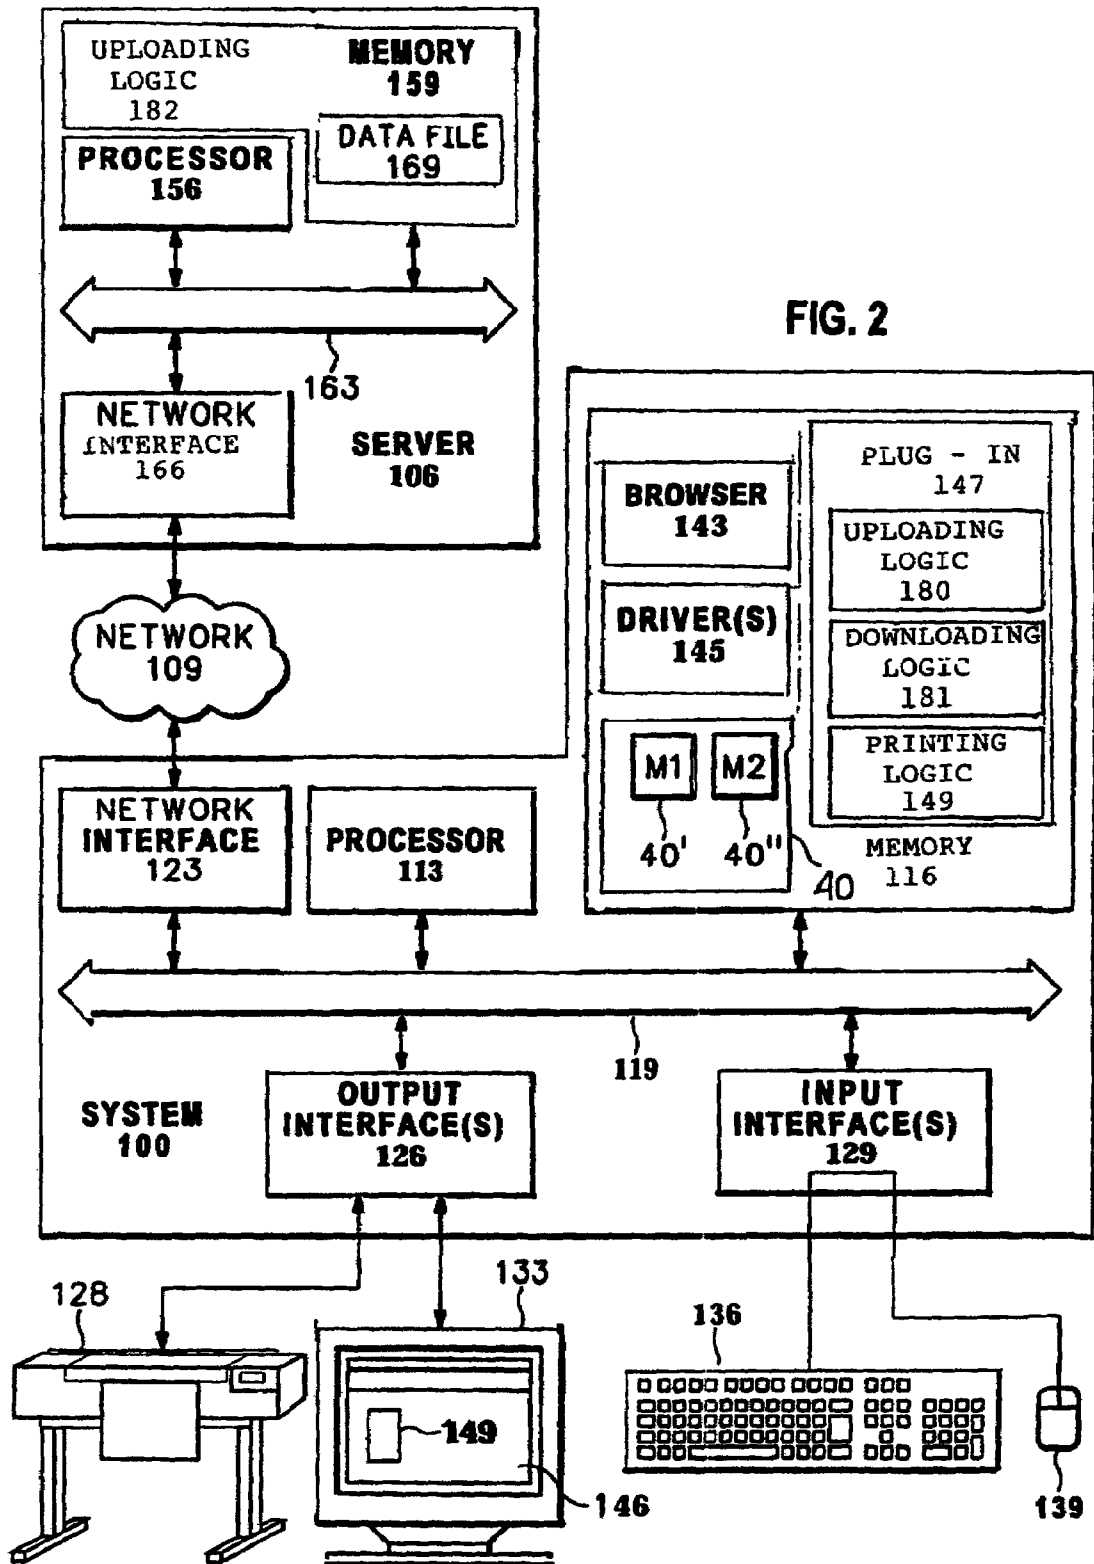 UPLOADING
LOGIC
182
MEMORY
159
DATA FILE
169
PROCESSOR
156
163
NETWORK
INTERFACE
166
SERVER
106
FIG. 2
NETWORK
109
BROWSER
143
DRIVER(S)
145
M1
M2
40'
40"
40
PLUG - IN
147
UPLOADING
LOGIC
180
DOWNLOADING
LOGIC
181
PRINTING
LOGIC
149
MEMORY
116
NETWORK
INTERFACE
123
PROCESSOR
113
119
SYSTEM
100
OUTPUT
INTERFACE(S)
126
INPUT
INTERFACE(S)
129
128
133
149
146
136
139